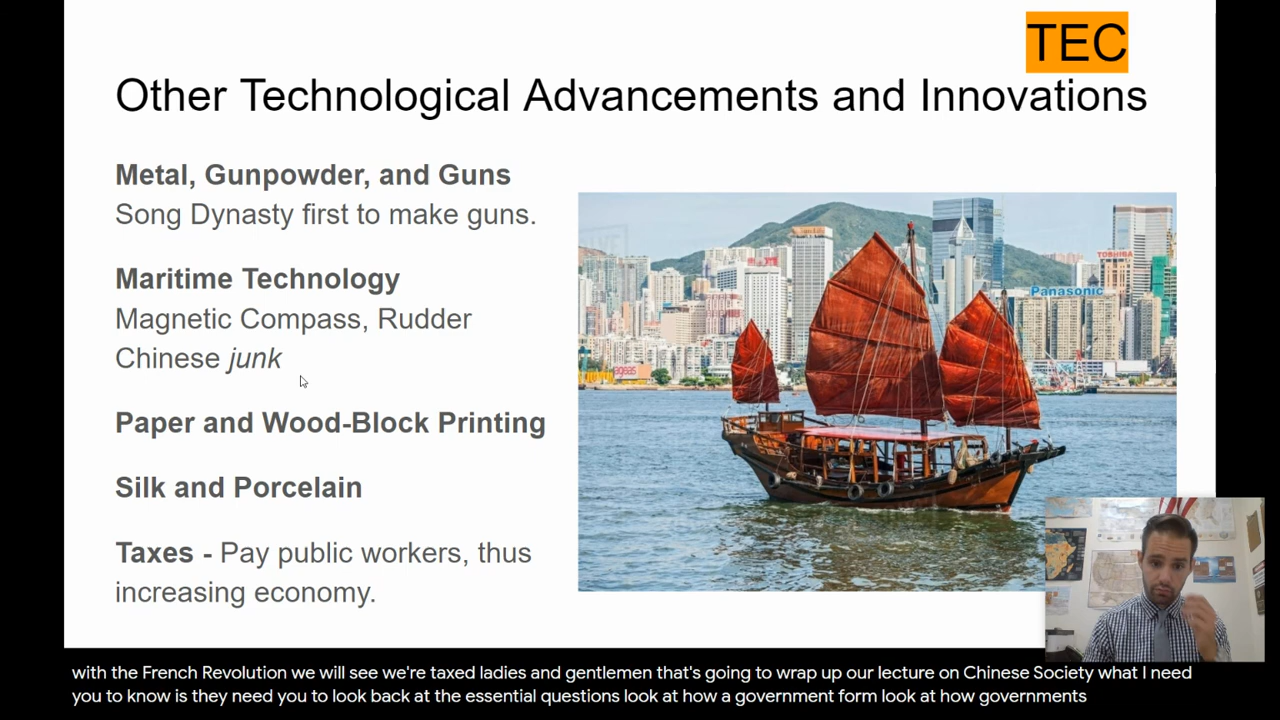 TEC
Other Technological Advancements and Innovations
Metal, Gunpowder, and Guns
Song Dynasty first to make guns.
Maritime Technology
Magnetic Compass, Rudder
Chinese junk
Paper and Wood-Block Printing
Silk and Porcelain
Taxes - Pay public workers, thus
increasing economy.
TOSHIBA
Panasonic
ageas
with the French Revolution we will see we're taxed ladies and gentlemen that's going to wrap up our lecture on Chinese Society what I need
you to know is they need you to look back at the essential questions look at how a government form look at how governments